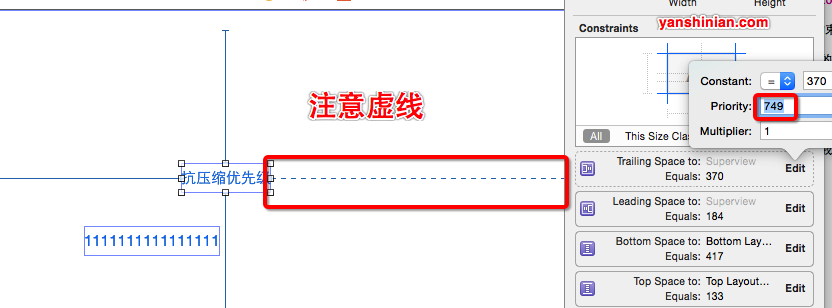 Width Height
yanshinian.com
Constraints
注意虚线
Constant: = 370
Priority: 749
Multiplier: 1
All This Size Clas
Trailing Space to: Superview
Equals: 370
Edit
抗压缩优先级
Leading Space to: Superview
Equals: 184
Edit
1111111111111111
Bottom Space to: Bottom Lay...
Equals: 417
Edit
Top Space to: Top Layout...
Equals: 133
Edit